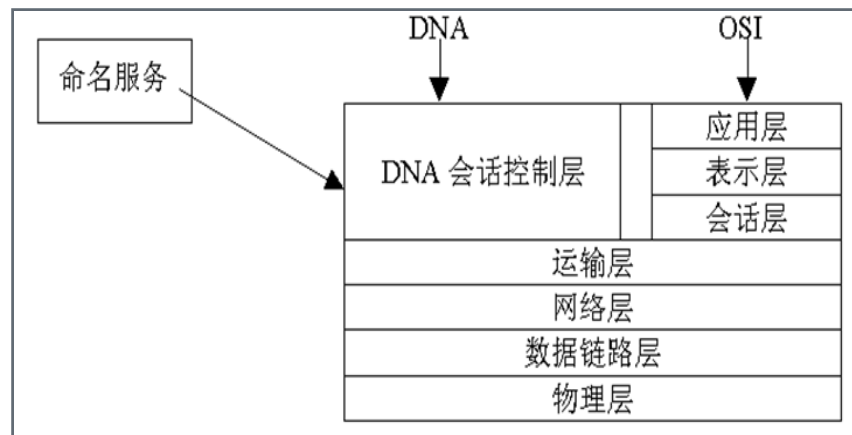 DNA
OSI
命名服务
DNA 会话控制层
应用层
表示层
会话层
运输层
网络层
数据链路层
物理层